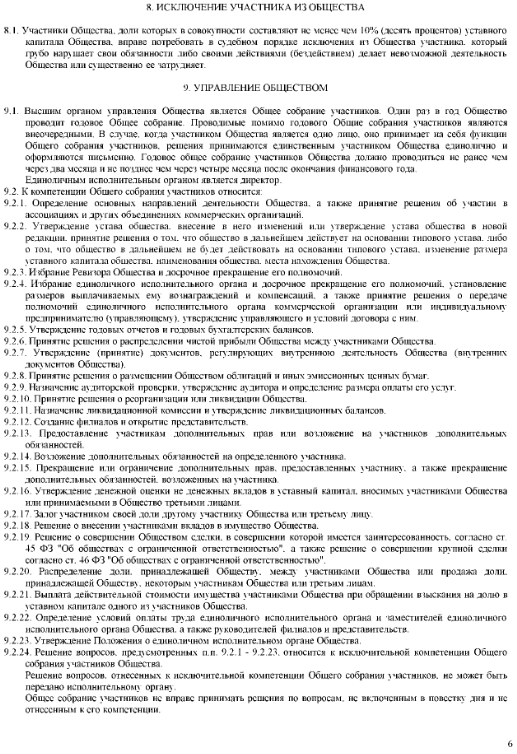 8. ИСКЛЮЧЕНИЕ УЧАСТНИКА ИЗ ОБЩЕСТВА
8.1. Участники Общества, доли которых в совокупности составляют не менее чем 10% (десять процентов) уставного
капитала Общества, вправе потребовать в судебном порядке исключения из Общества участника, который
грубо нарушает свои обязанности либо своими действиями (бездействием) делает невозможной деятельность
Общества или существенно ее затрудняет.
9. УПРАВЛЕНИЕ ОБЩЕСТВОМ
9.1. Высшим органом управления Общества является Общее собрание участников. Один раз в год Общество
проводит годовое Общее собрание. Проводимые помимо годового Общие собрания участников являются
внеочередными. В случае, когда участником Общества является одно лицо, оно принимает на себя функции
Общего собрания участников, решения принимаются единственным участником Общества единолично и
оформляются письменно. Годовое общее собрание участников Общества должно проводиться не ранее чем
через два месяца и не позднее чем через четыре месяца после окончания финансового года.
Единоличным исполнительным органом является директор.
9.2. К компетенции Общего собрания участников относится:
9.2.1. Определение основных направлений деятельности Общества, а также принятие решения об участии в
ассоциациях и других объединениях коммерческих организаций.
9.2.2. Утверждение устава общества, внесение в него изменений или утверждение устава общества в новой
редакции, принятие решения о том, что общество в дальнейшем действует на основании типового устава, либо
о том, что общество в дальнейшем не будет действовать на основании типового устава, изменение размера
уставного капитала общества, наименования общества, места нахождения Общества.
9.2.3. Избрание Ревизора Общества и досрочное прекращение его полномочий.
9.2.4. Избрание единоличного исполнительного органа и досрочное прекращение его полномочий, установление
размеров выплачиваемых ему вознаграждений и компенсаций, а также принятие решения о передаче
полномочий единоличного исполнительного органа коммерческой организации или индивидуальному
предпринимателю (управляющему), утверждение управляющего и условий договора с ним.
9.2.5. Утверждение годовых отчетов и годовых бухгалтерских балансов.
9.2.6. Принятие решения о распределении чистой прибыли Общества между участниками Общества.
9.2.7. Утверждение (принятие) документов, регулирующих внутреннюю деятельность Общества (внутренних
документов Общества).
9.2.8. Принятие решения о размещении Обществом облигаций и иных эмиссионных ценных бумаг.
9.2.9. Назначение аудиторской проверки, утверждение аудитора и определение размера оплаты его услуг.
9.2.10. Принятие решения о реорганизации или ликвидации Общества.
9.2.11. Назначение ликвидационной комиссии и утверждение ликвидационных балансов.
9.2.12. Создание филиалов и открытие представительств.
9.2.13. Предоставление участникам дополнительных прав или возложение на участников дополнительных
обязанностей.
9.2.14. Возложение дополнительных обязанностей на определенного участника.
9.2.15. Прекращение или ограничение дополнительных прав, предоставленных участнику, а также прекращение
дополнительных обязанностей, возложенных на участника.
9.2.16. Утверждение денежной оценки не денежных вкладов в уставный капитал, вносимых участниками Общества
или принимаемыми в Общество третьими лицами.
9.2.17. Залог участником своей доли другому участнику Общества или третьему лицу.
9.2.18. Решение о внесении участниками вкладов в имущество Общества.
9.2.19. Решение о совершении Обществом сделки, в совершении которой имеется заинтересованность, согласно ст.
45 ФЗ "Об обществах с ограниченной ответственностью", а также решение о совершении крупной сделки
согласно ст. 46 ФЗ "Об обществах с ограниченной ответственностью".
9.2.20. Распределение доли, принадлежащей Обществу, между участниками Общества или продажа доли,
принадлежащей Обществу, некоторым участникам Общества или третьим лицам.
9.2.21. Выплата действительной стоимости имущества участниками Общества при обращении взыскания на долю в
уставном капитале одного из участников Общества.
9.2.22. Определение условий оплаты труда единоличного исполнительного органа и заместителей единоличного
исполнительного органа Общества, а также руководителей филиалов и представительств.
9.2.23. Утверждение Положения о единоличном исполнительном органе Общества.
9.2.24. Решение вопросов, предусмотренных п.п. 9.2.1 - 9.2.23, относится к исключительной компетенции Общего
собрания участников Общества.
Решение вопросов, отнесенных к исключительной компетенции Общего собрания участников, не может быть
передано исполнительному органу.
Общее собрание участников не вправе принимать решения по вопросам, не включенным в повестку дня и не
отнесенным к его компетенции.
6